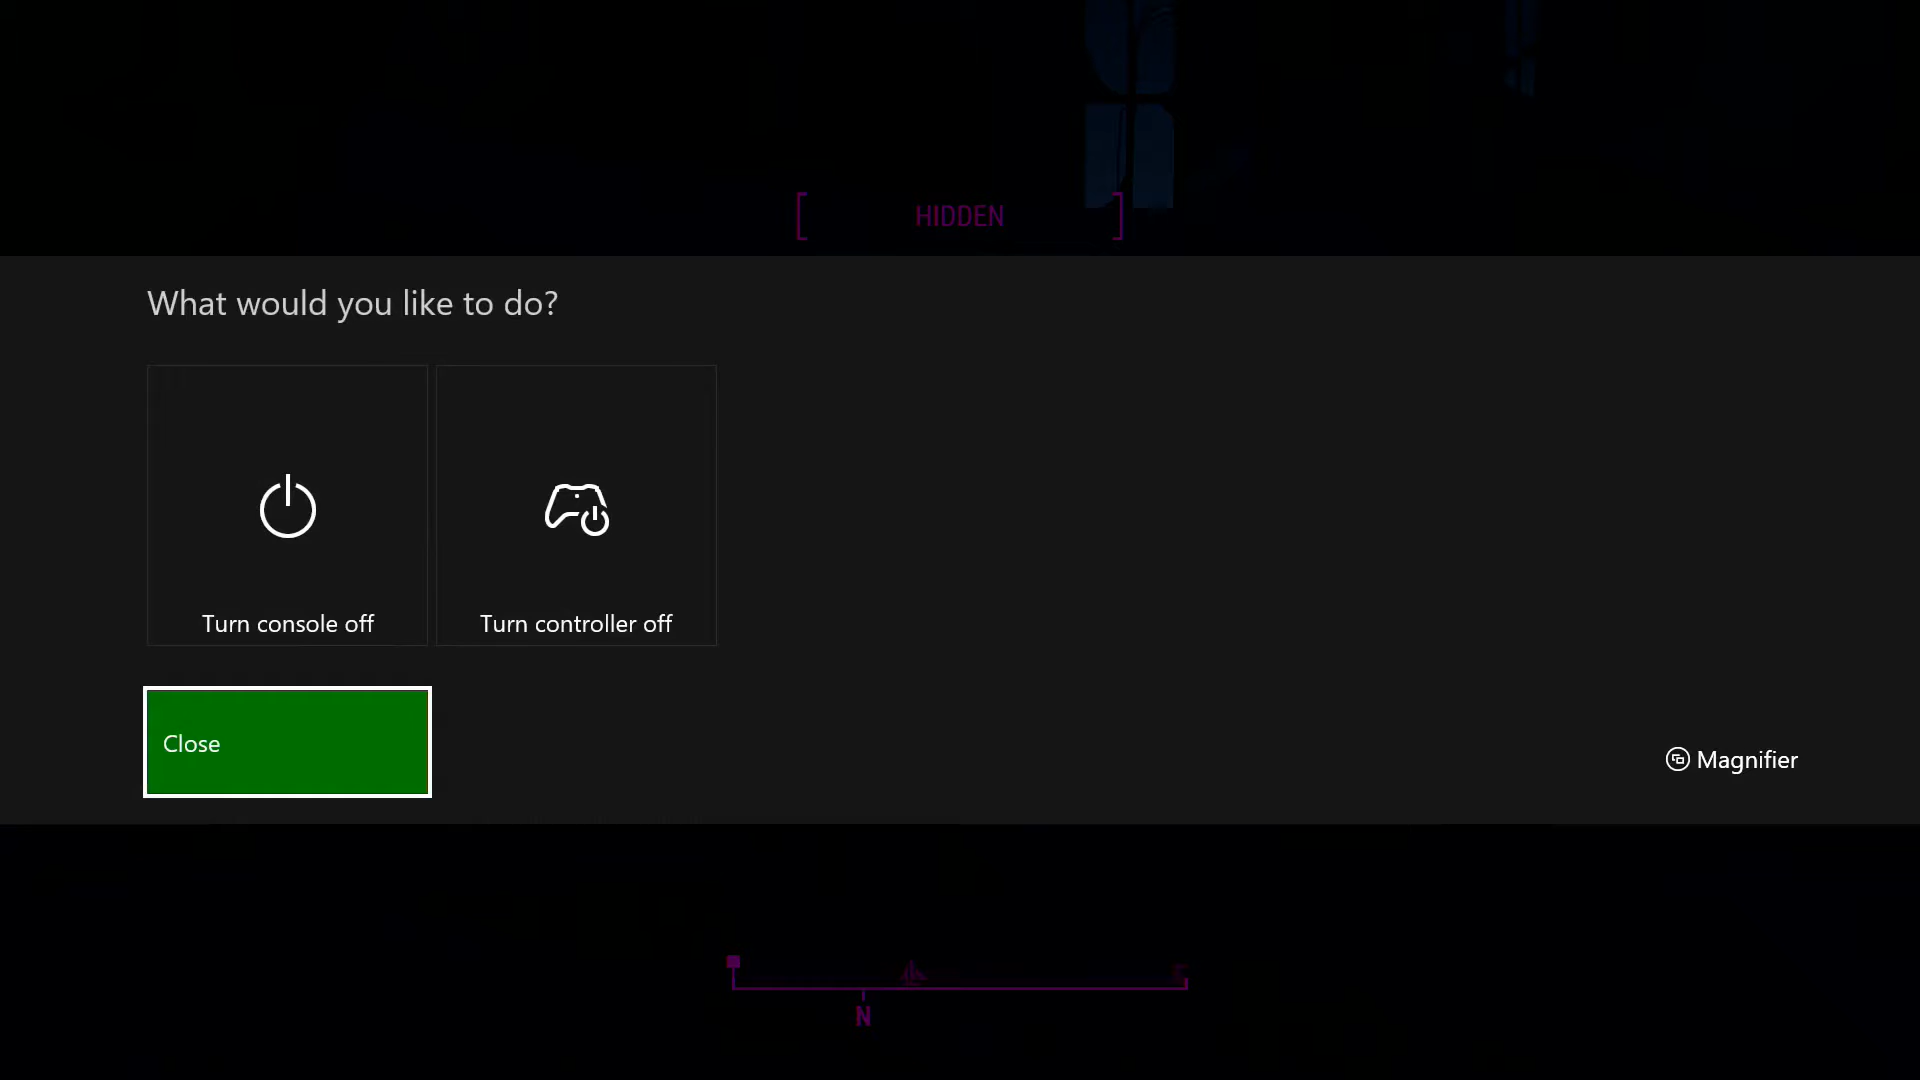 HIDDEN
What would you like to do?
Turn console off
Turn controller off
Close
Magnifier
N